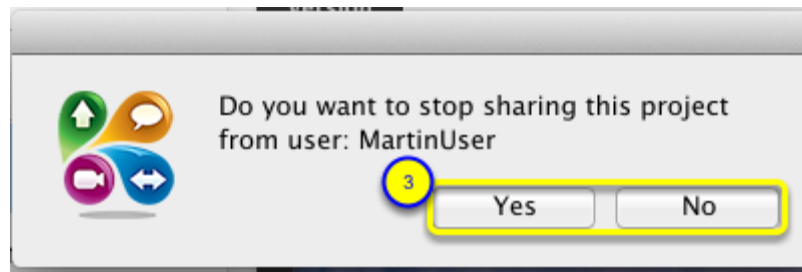 Do you want to stop sharing this project
from user: MartinUser
3
Yes No